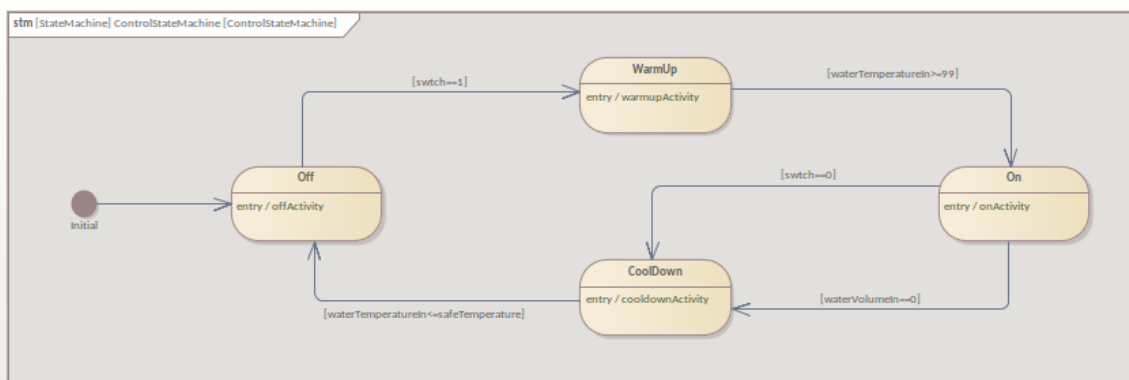 stm [StateMachine] ControlStateMachine [ControlStateMachine]
WarmUp
entry / warmupActivity
[swtch==1]
[waterTemperatureIn>=99]
Off
entry / offActivity
Initial
[swtch==0]
On
entry / onActivity
CoolDown
entry / cooldownActivity
[waterVolumeIn==0]
[waterTemperatureIn<=safeTemperature]